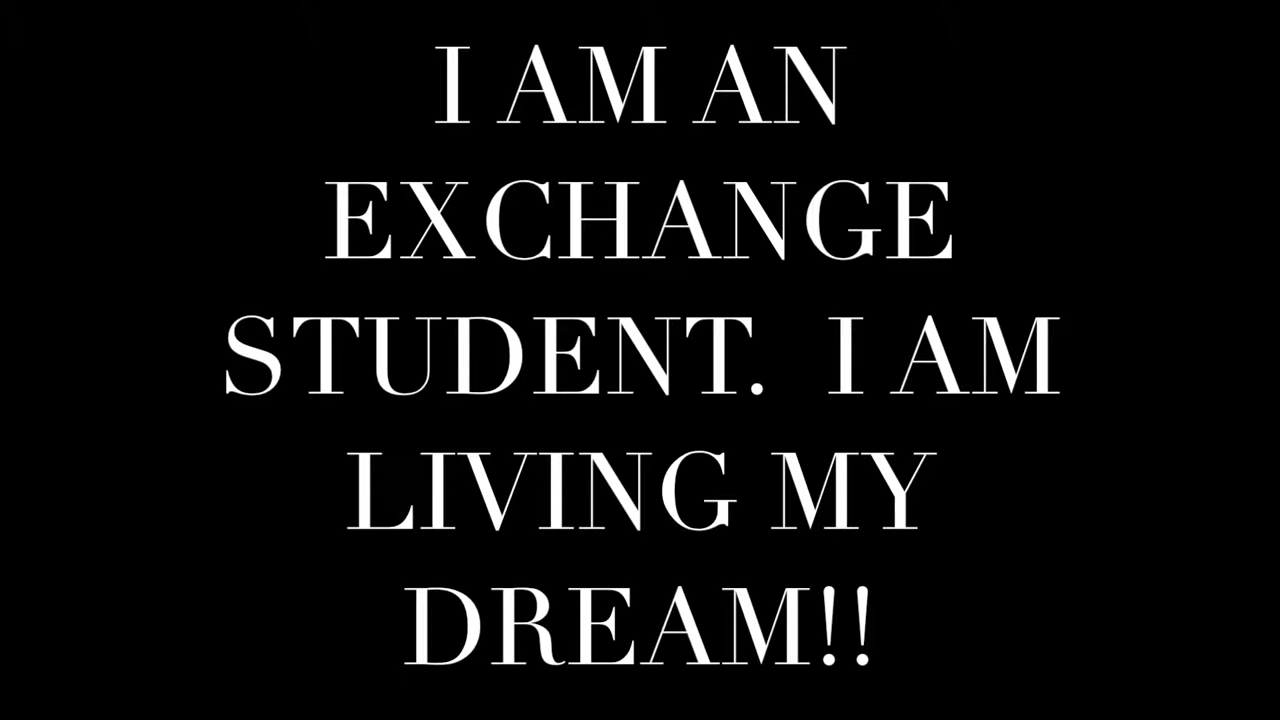 I AM AN
EXCHANGE
STUDENT.  I AM
LIVING MY
DREAM!!